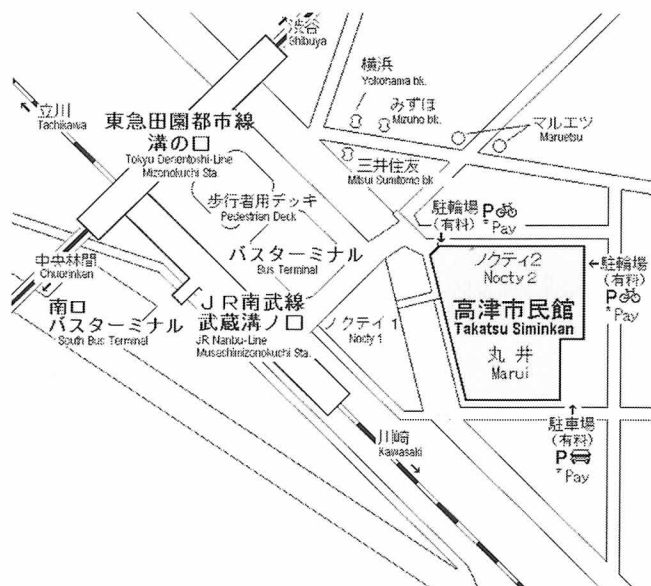 渋谷
Shibuya
横浜
Yokohama bk.
みずほ
Mizuho bk.
マルエツ
Maruetsu
三井住友
Mitsui Sumitomo bk
立川
Tachikawa
東急田園都市線
溝の口
Tokyu Denentoshi-Line
Mizonokuchi Sta.
歩行者用デッキ
Pedestrian Deck
バスターミナル
Bus Terminal
駐輪場
(有料)
P
*Pay
ノクティ2
Nocty 2
駐輪場
(有料)
P
*Pay
高津市民館
Takatsu Siminkan
丸井
Marui
中央林間
Chuorinkan
南口
バスターミナル
South Bus Terminal
JR南武線
武蔵溝ノ口
JR Nanbu-Line
Musashimizonokuchi Sta.
ノクティ1
Nocty 1
川崎
Kawasaki
駐車場
(有料)
P
*Pay